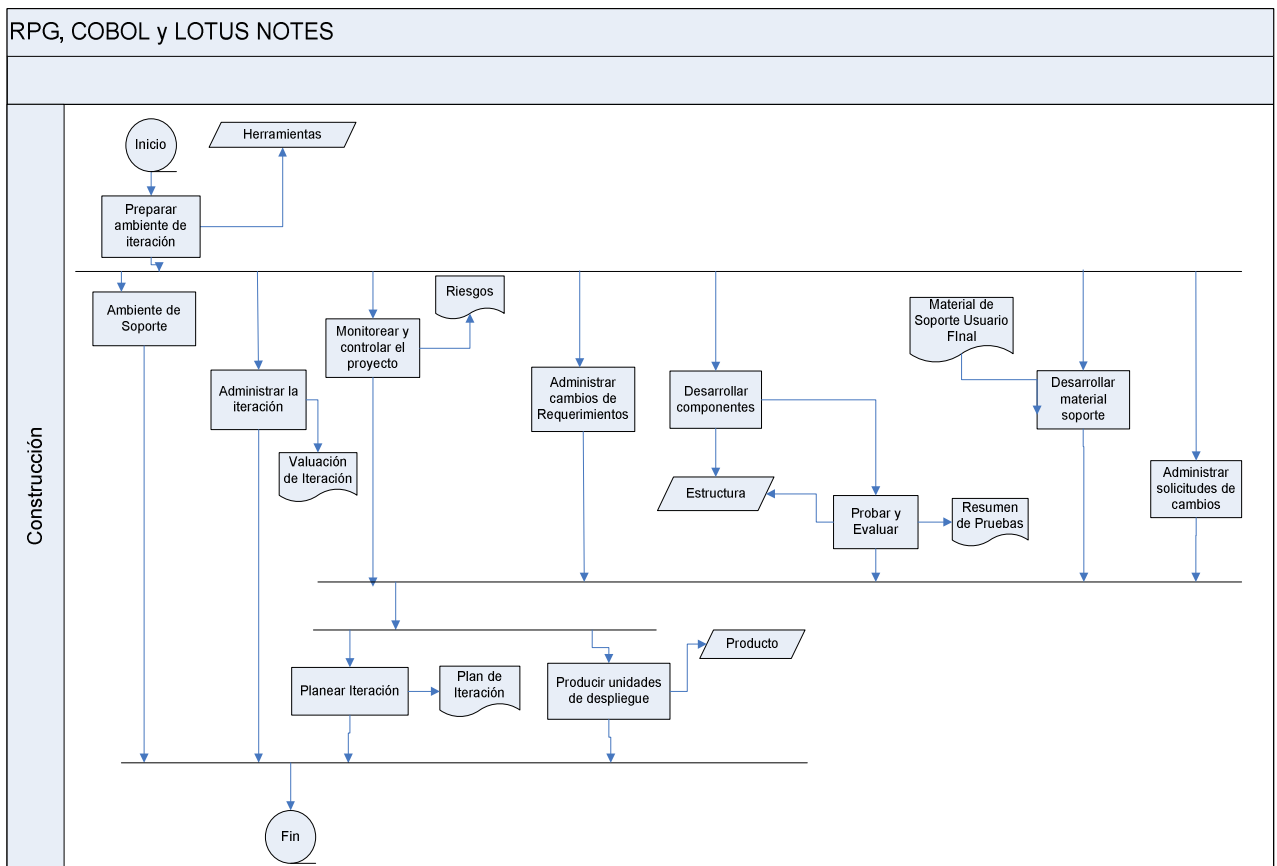 RPG, COBOL y LOTUS NOTES
Construcción
Inicio
Herramientas
Preparar
ambiente de
iteración
Ambiente de
Soporte
Administrar la
iteración
Valuación
de Iteración
Monitorear y
controlar el
proyecto
Riesgos
Administrar
cambios de
Requerimientos
Desarrollar
componentes
Estructura
Probar y
Evaluar
Resumen
de Pruebas
Material de
Soporte Usuario
FInal
Desarrollar
material
soporte
Administrar
solicitudes de
cambios
Planear Iteración
Plan de
Iteración
Producir unidades
de despliegue
Producto
Fin